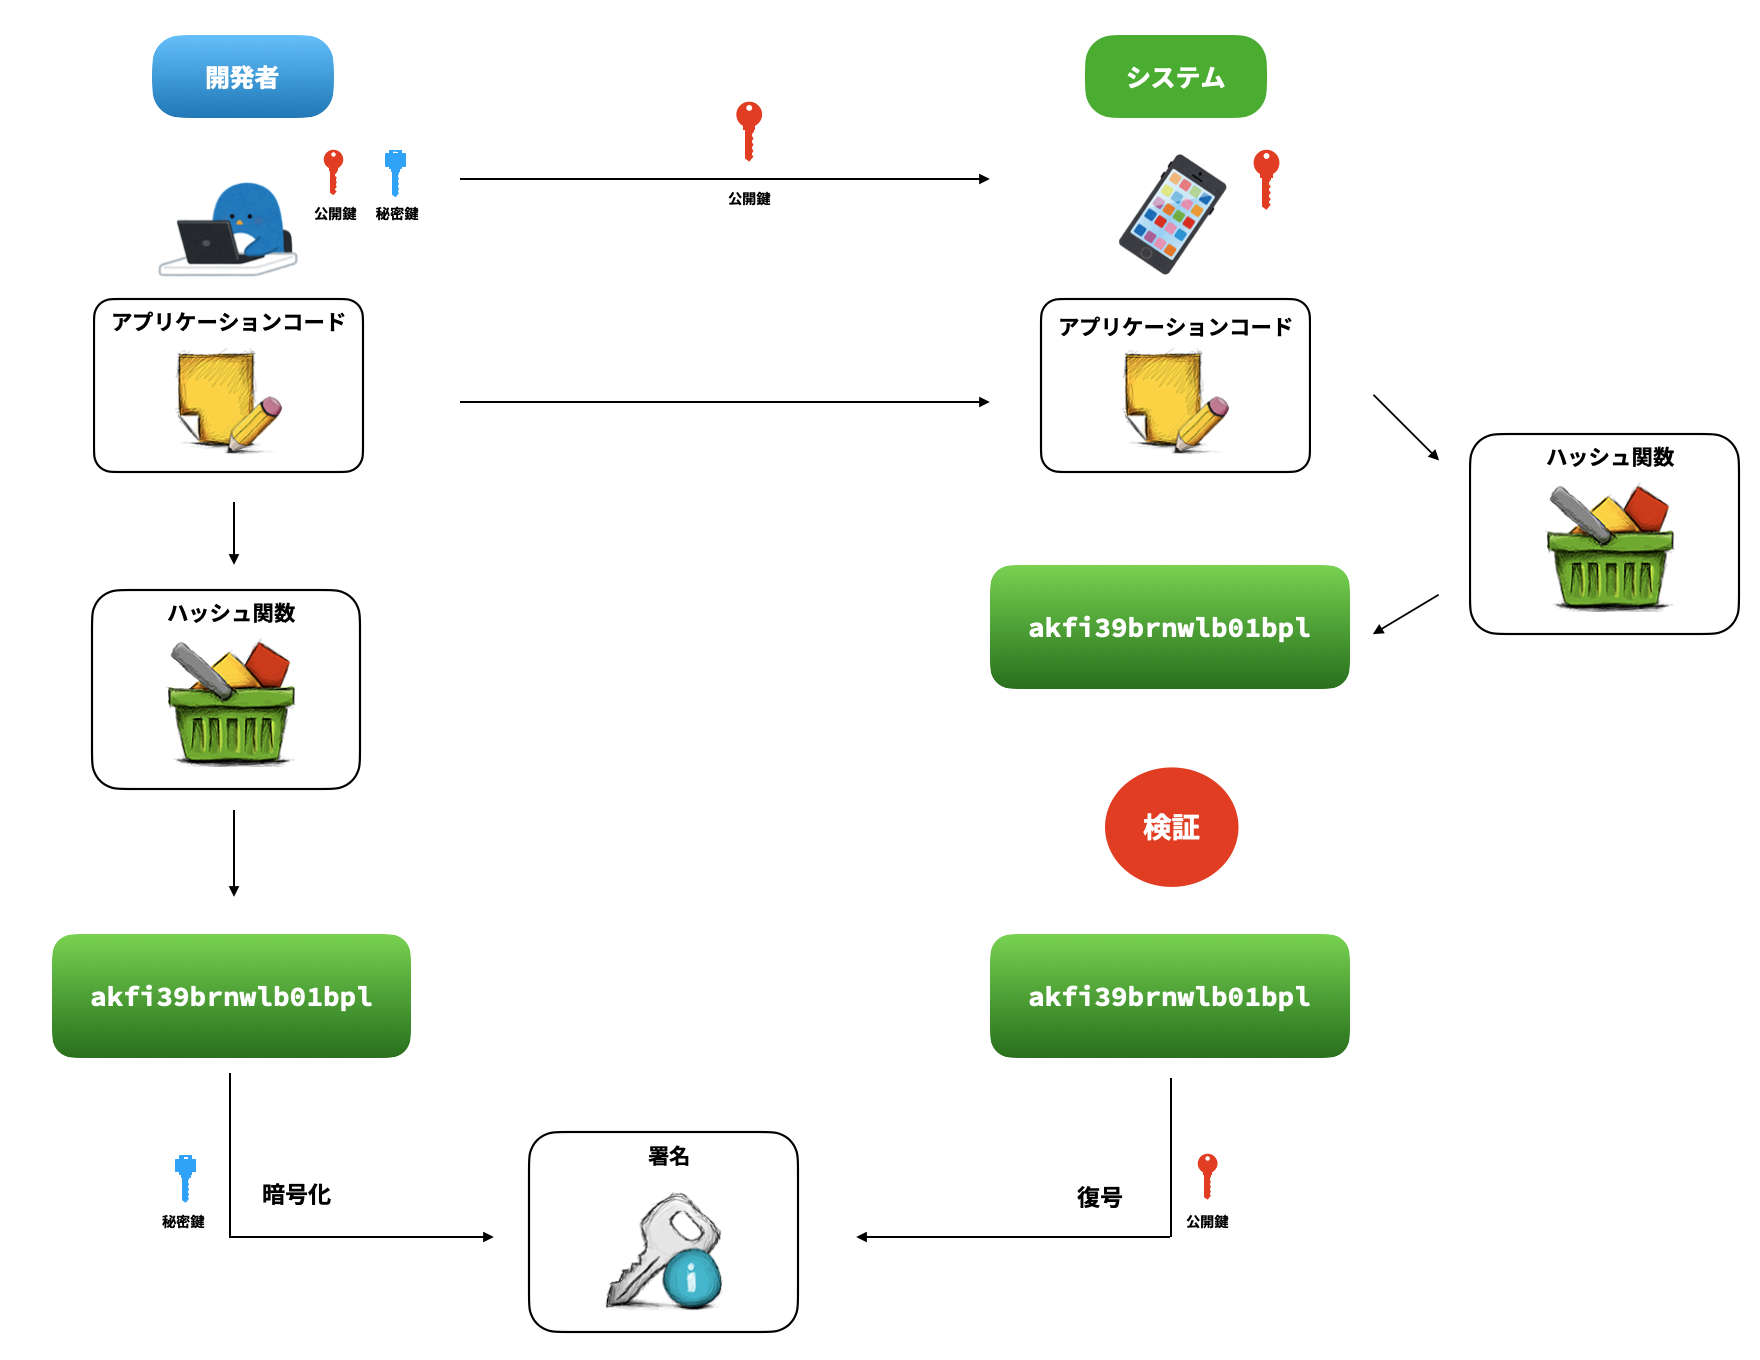 開発者
システム
公開鍵
秘密鍵
公開鍵
アプリケーションコード
アプリケーションコード
ハッシュ関数
ハッシュ関数
akfi39brnwlb01bpl
検証
akfi39brnwlb01bpl
akfi39brnwlb01bpl
署名
秘密鍵
暗号化
復号
公開鍵